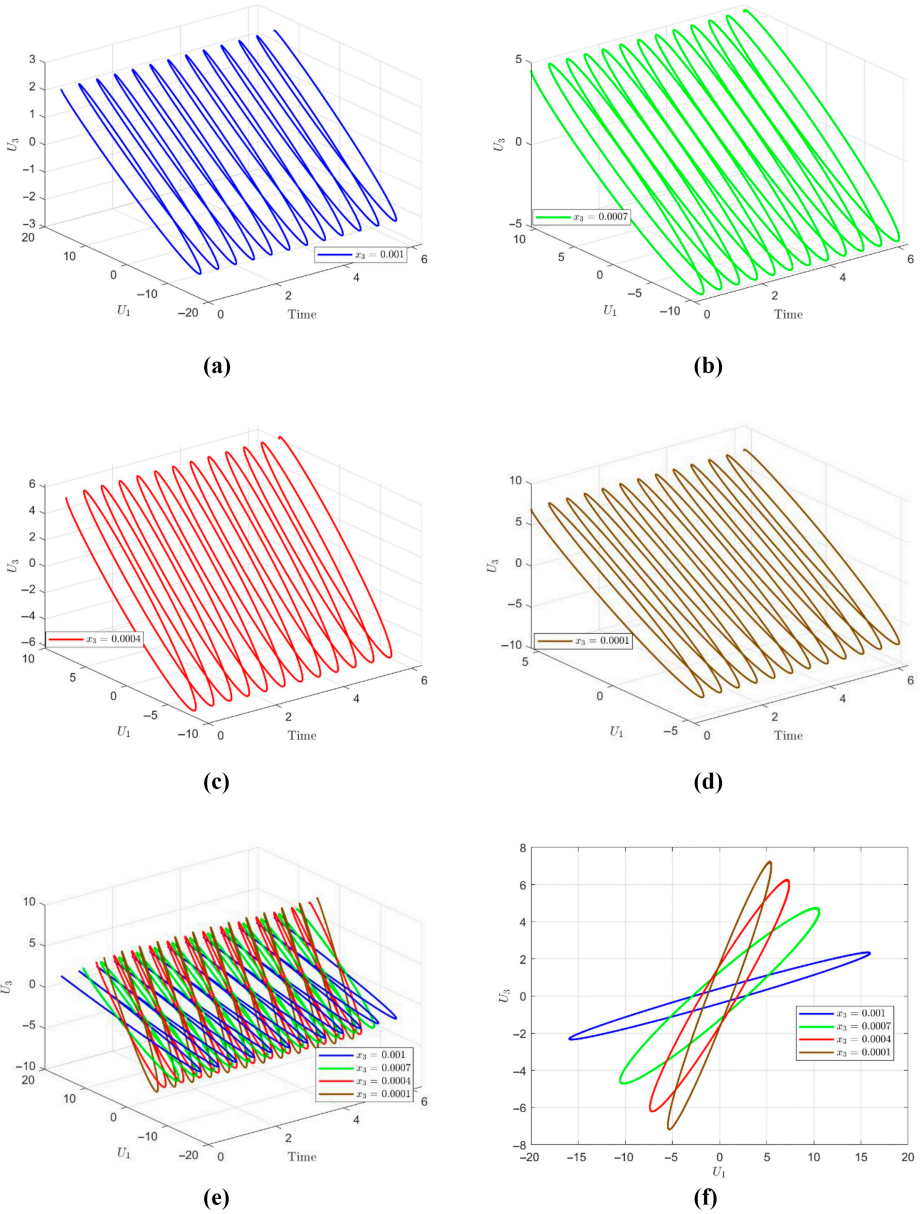 3
2
1
0
–1
–2
–3
U3
20
10
0
–10
–20
U1
0
2
4
6
Time
x3 = 0.001
(a)
5
0
–5
U3
10
5
0
–5
–10
U1
0
2
4
6
Time
x3 = 0.0007
(b)
6
4
2
0
–2
–4
–6
U3
10
5
0
–5
–10
U1
0
2
4
6
Time
x3 = 0.0004
(c)
10
5
0
–5
–10
U3
5
0
–5
U1
0
2
4
6
Time
x3 = 0.0001
(d)
10
5
0
–5
–10
U3
20
10
0
–10
–20
U1
0
2
4
6
Time
x3 = 0.001
x3 = 0.0007
x3 = 0.0004
x3 = 0.0001
(e)
8
6
4
2
0
–2
–4
–6
–8
U3
x3 = 0.001
x3 = 0.0007
x3 = 0.0004
x3 = 0.0001
–20 –15 –10 –5 0 5 10 15 20
U1
(f)